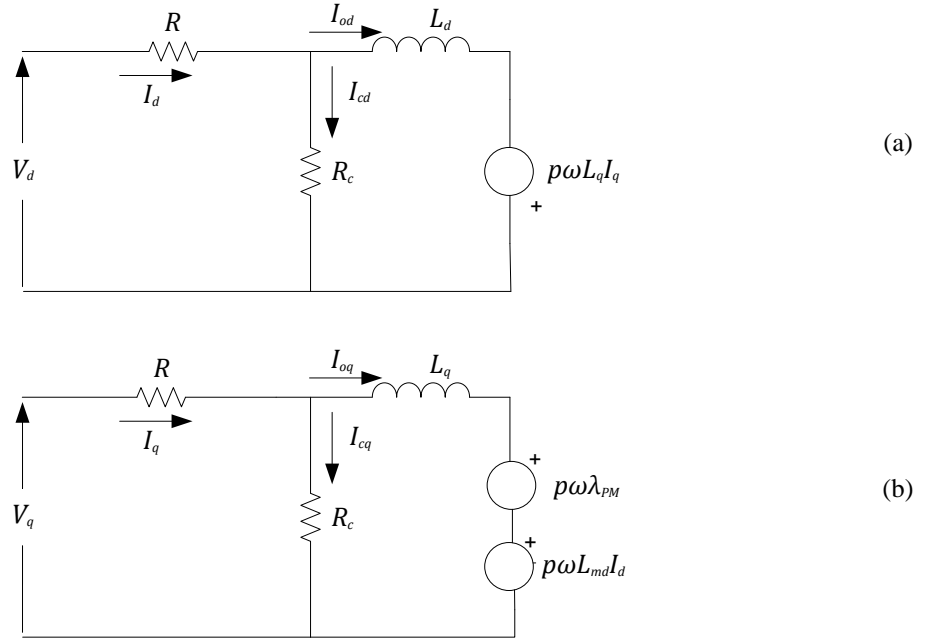 R
I_od
L_d
I_d
I_cd
V_d
R_c
pωL_qI_q
+
(a)
R
I_oq
L_q
I_q
I_cq
+
pωλ_PM
V_q
R_c
+
pωL_mdI_d
(b)